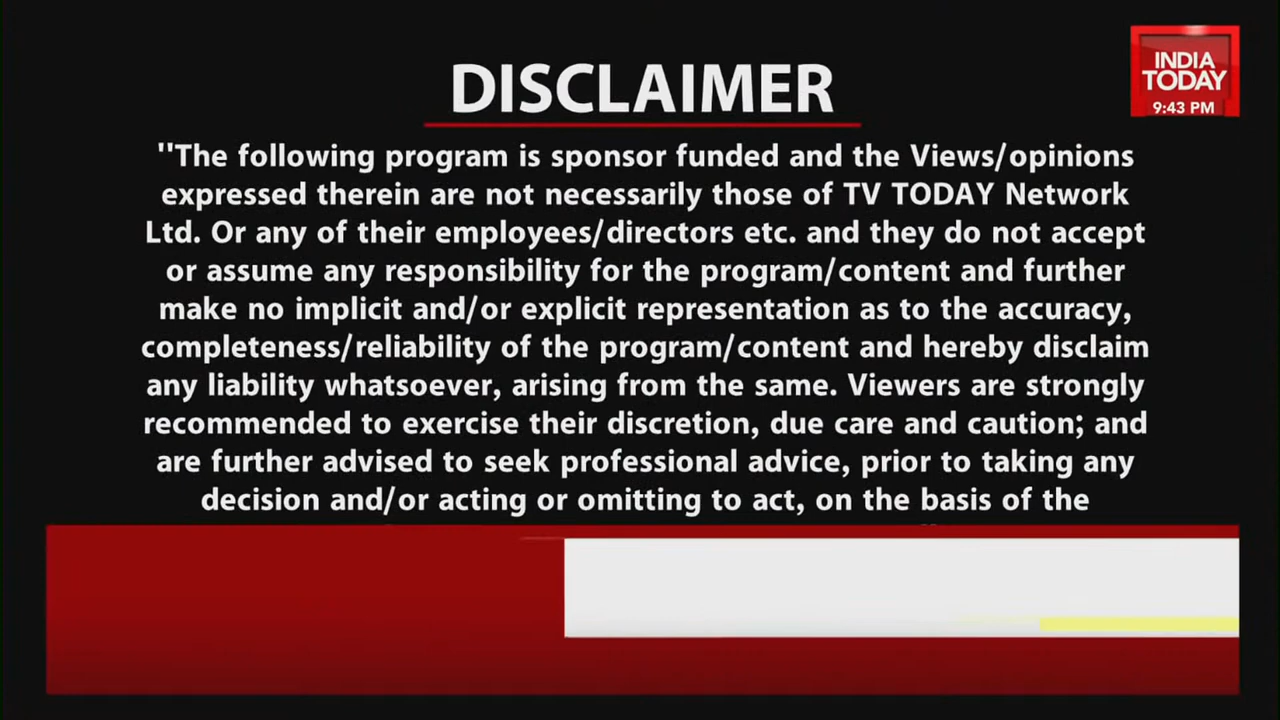 DISCLAIMER
INDIA
TODAY
9:43 PM
''The following program is sponsor funded and the Views/opinions
expressed therein are not necessarily those of TV TODAY Network
Ltd. Or any of their employees/directors etc. and they do not accept
or assume any responsibility for the program/content and further
make no implicit and/or explicit representation as to the accuracy,
completeness/reliability of the program/content and hereby disclaim
any liability whatsoever, arising from the same. Viewers are strongly
recommended to exercise their discretion, due care and caution; and
are further advised to seek professional advice, prior to taking any
decision and/or acting or omitting to act, on the basis of the